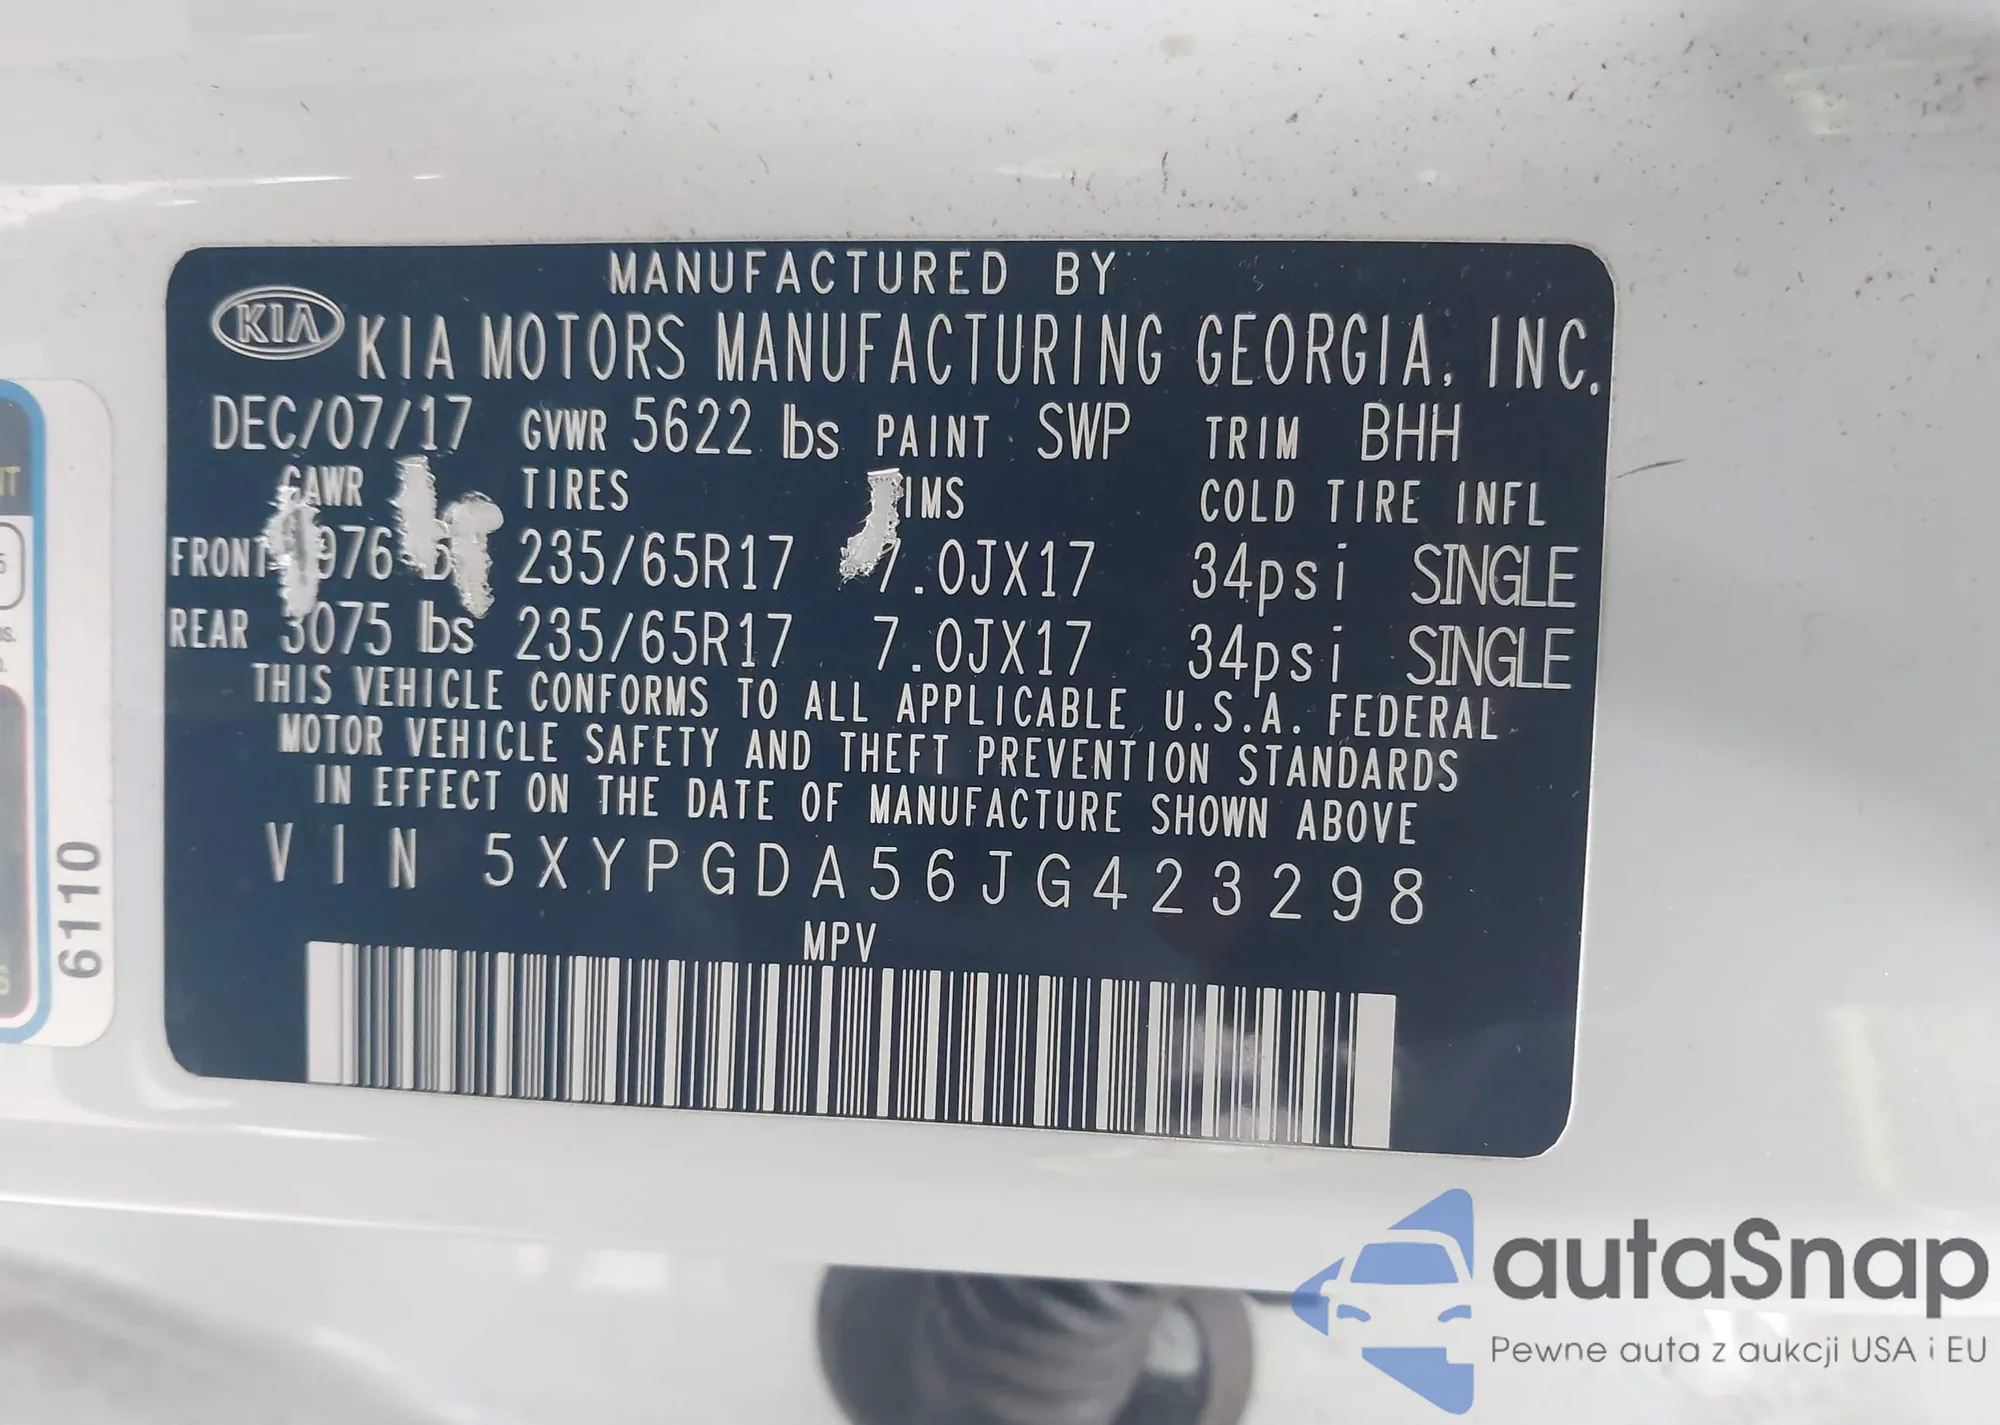 MANUFACTURED BY
KIA KIA MOTORS MANUFACTURING GEORGIA, INC.
DEC/07/17 GVWR 5622 lbs PAINT SWP TRIM BHH
GAWR TIRES COLD TIRE INFL
FRONT 235/65R17 7.0JX17 34psi SINGLE
REAR 3075 lbs 235/65R17 7.0JX17 34psi SINGLE
THIS VEHICLE CONFORMS TO ALL APPLICABLE U.S.A. FEDERAL
MOTOR VEHICLE SAFETY AND THEFT PREVENTION STANDARDS
IN EFFECT ON THE DATE OF MANUFACTURE SHOWN ABOVE
VIN 5XYPGDA56JG423298
MPV
6110
autaSnap
Pewne auta z aukcji USA i EU